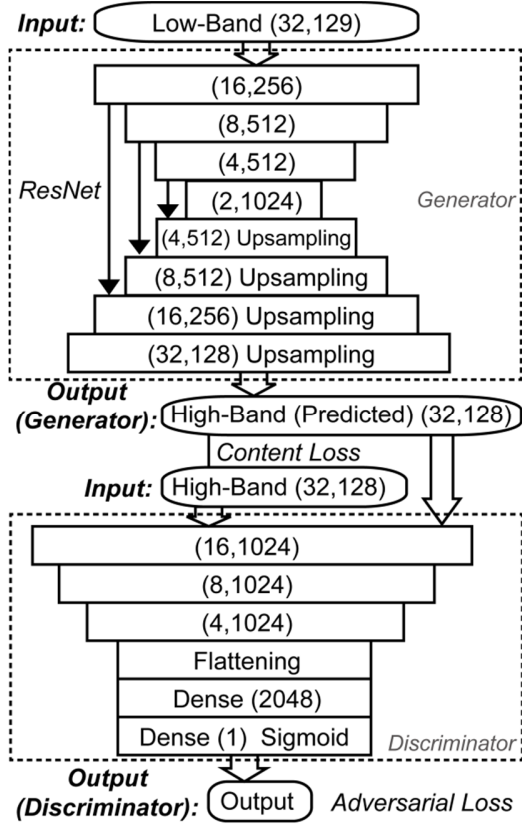 Input: Low-Band (32,129)
(16,256)
(8,512)
(4,512)
ResNet
(2,1024)
Generator
(4,512) Upsampling
(8,512) Upsampling
(16,256) Upsampling
(32,128) Upsampling
Output
(Generator): High-Band (Predicted) (32,128)
Content Loss
Input: High-Band (32,128)
(16,1024)
(8,1024)
(4,1024)
Flattening
Dense (2048)
Dense (1) Sigmoid
Discriminator
Output
(Discriminator): Output Adversarial Loss